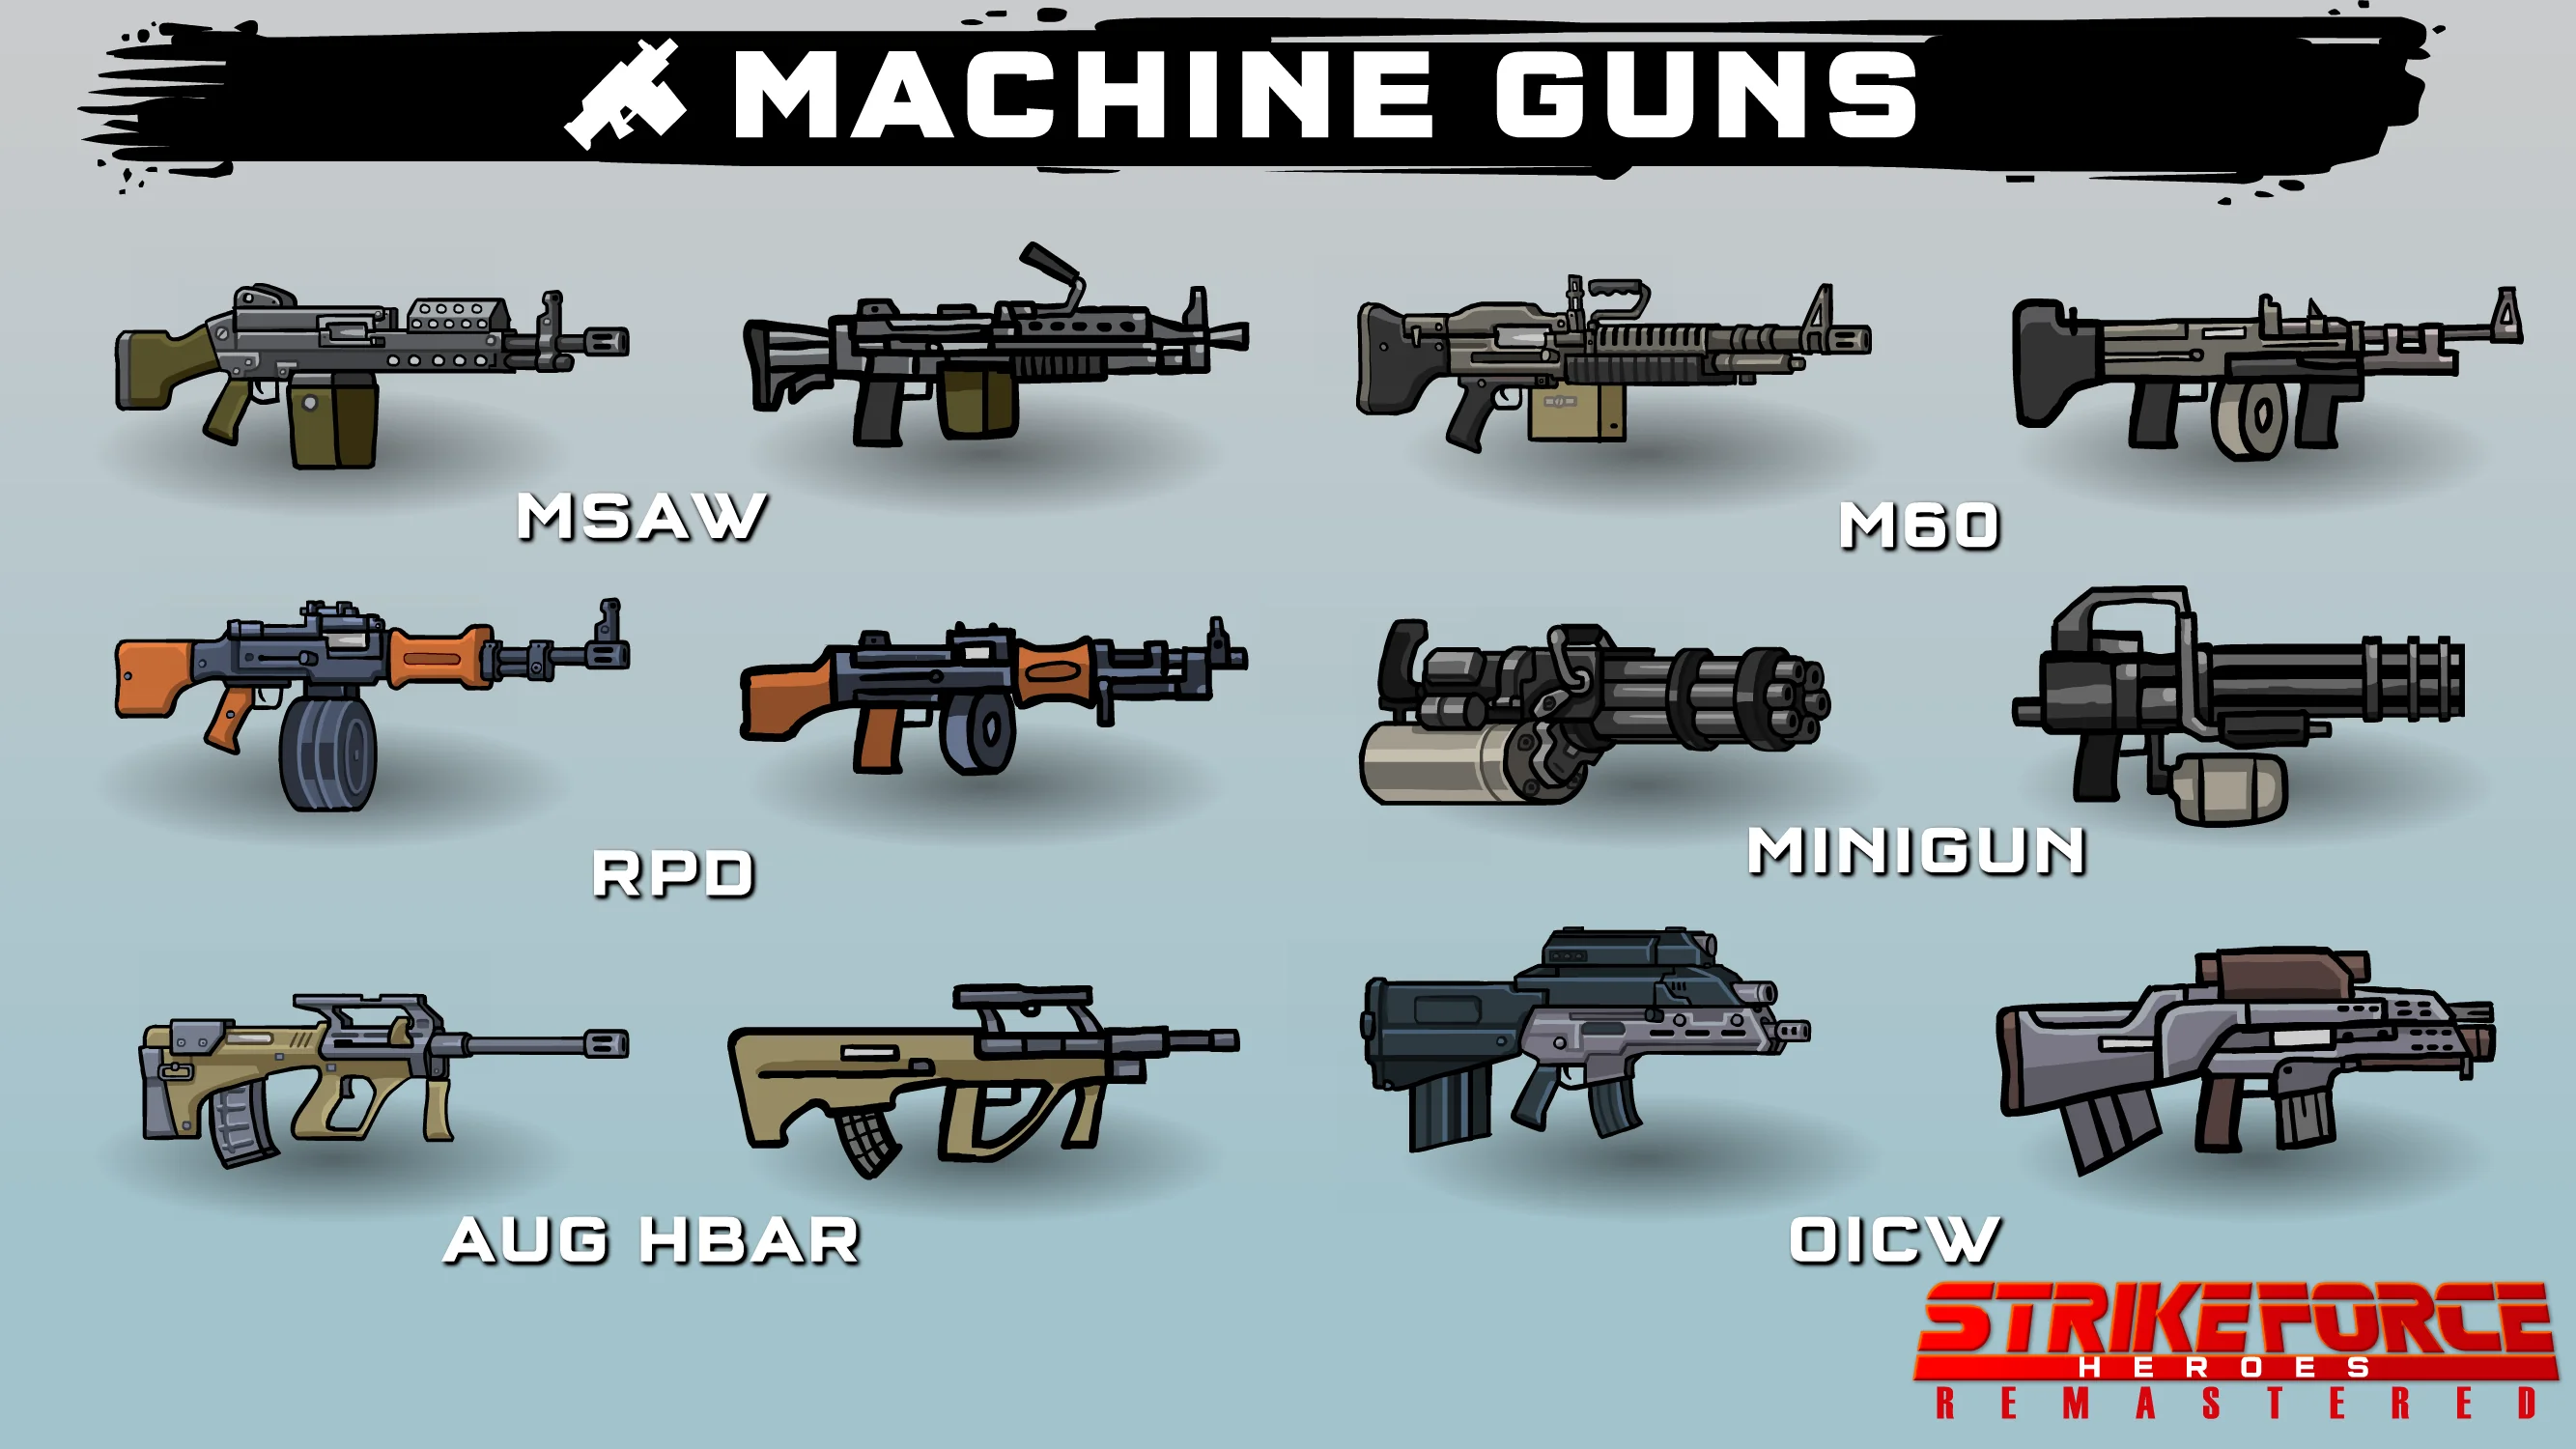 MACHINE GUNS
MSAW
M60
RPD
MINIGUN
AUG HBAR
OICW
STRIKEFORCE
HEROES
REMASTERED